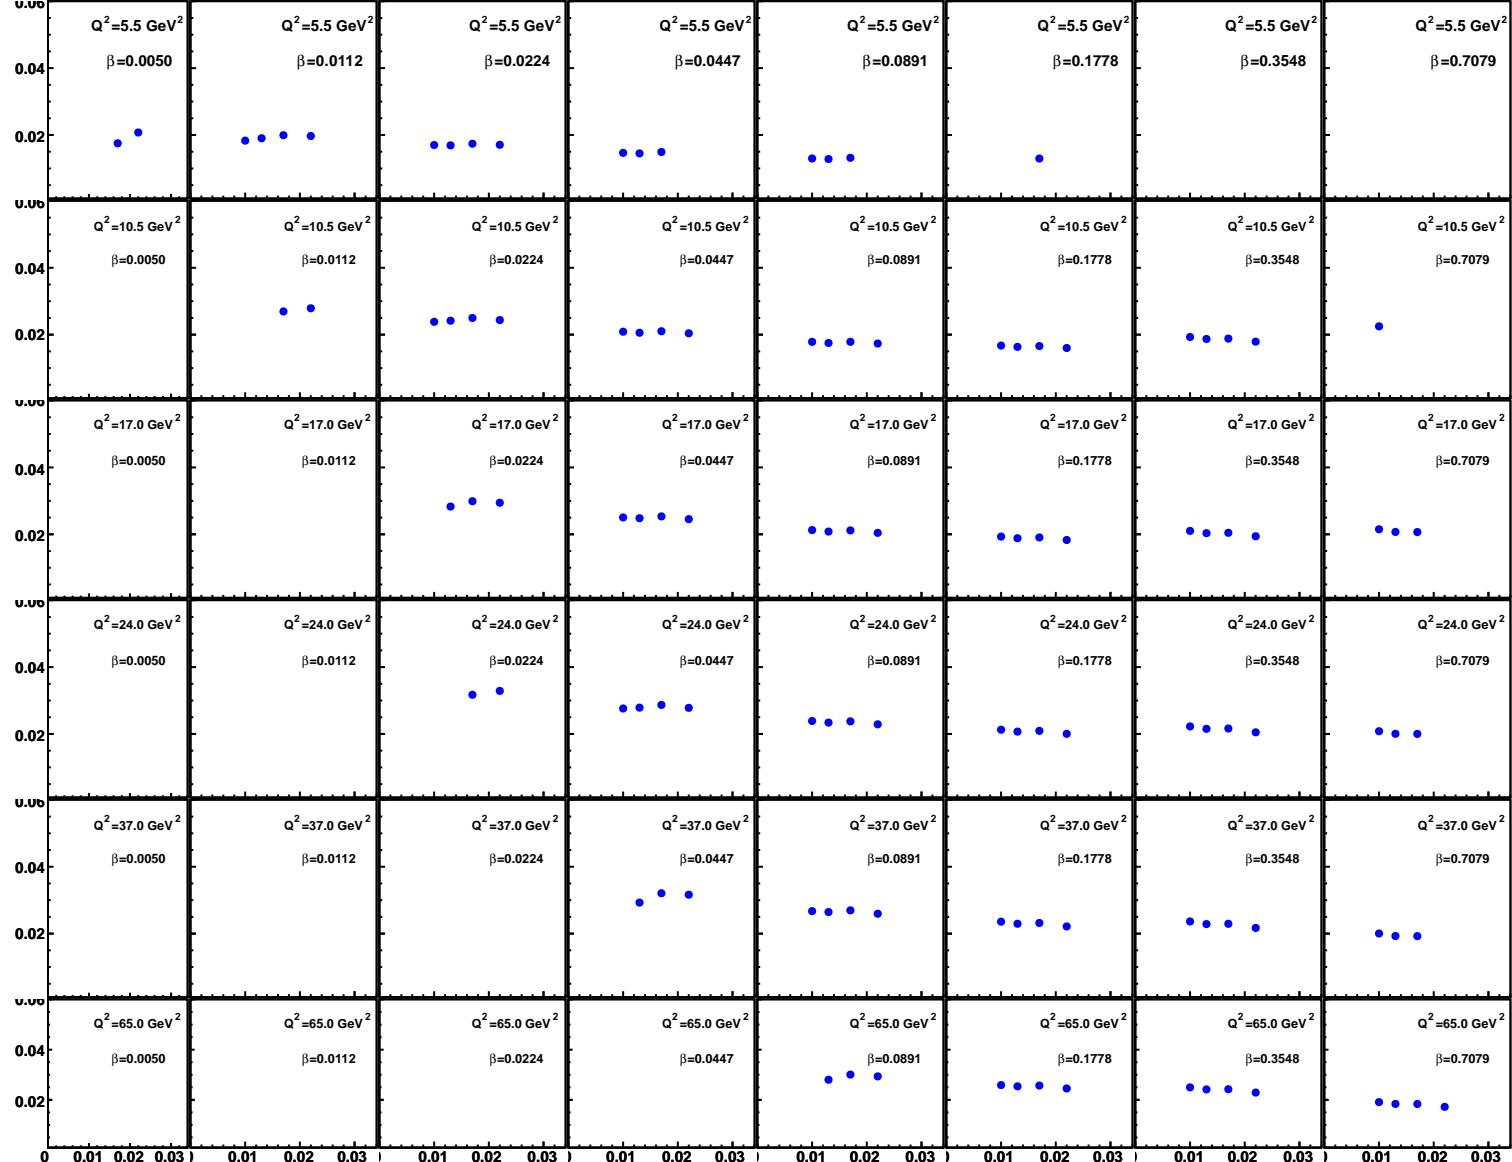 0.06
Q²=5.5 GeV² Q²=5.5 GeV² Q²=5.5 GeV² Q²=5.5 GeV² Q²=5.5 GeV² Q²=5.5 GeV² Q²=5.5 GeV² Q²=5.5 GeV²
0.04 β=0.0050 β=0.0112 β=0.0224 β=0.0447 β=0.0891 β=0.1778 β=0.3548 β=0.7079
0.02
0.06
Q²=10.5 GeV² Q²=10.5 GeV² Q²=10.5 GeV² Q²=10.5 GeV² Q²=10.5 GeV² Q²=10.5 GeV² Q²=10.5 GeV² Q²=10.5 GeV²
0.04 β=0.0050 β=0.0112 β=0.0224 β=0.0447 β=0.0891 β=0.1778 β=0.3548 β=0.7079
0.02
0.06
Q²=17.0 GeV² Q²=17.0 GeV² Q²=17.0 GeV² Q²=17.0 GeV² Q²=17.0 GeV² Q²=17.0 GeV² Q²=17.0 GeV² Q²=17.0 GeV²
0.04 β=0.0050 β=0.0112 β=0.0224 β=0.0447 β=0.0891 β=0.1778 β=0.3548 β=0.7079
0.02
0.06
Q²=24.0 GeV² Q²=24.0 GeV² Q²=24.0 GeV² Q²=24.0 GeV² Q²=24.0 GeV² Q²=24.0 GeV² Q²=24.0 GeV² Q²=24.0 GeV²
0.04 β=0.0050 β=0.0112 β=0.0224 β=0.0447 β=0.0891 β=0.1778 β=0.3548 β=0.7079
0.02
0.06
Q²=37.0 GeV² Q²=37.0 GeV² Q²=37.0 GeV² Q²=37.0 GeV² Q²=37.0 GeV² Q²=37.0 GeV² Q²=37.0 GeV² Q²=37.0 GeV²
0.04 β=0.0050 β=0.0112 β=0.0224 β=0.0447 β=0.0891 β=0.1778 β=0.3548 β=0.7079
0.02
0.06
Q²=65.0 GeV² Q²=65.0 GeV² Q²=65.0 GeV² Q²=65.0 GeV² Q²=65.0 GeV² Q²=65.0 GeV² Q²=65.0 GeV² Q²=65.0 GeV²
0.04 β=0.0050 β=0.0112 β=0.0224 β=0.0447 β=0.0891 β=0.1778 β=0.3548 β=0.7079
0.02
0 0.01 0.02 0.03 0.01 0.02 0.03 0.01 0.02 0.03 0.01 0.02 0.03 0.01 0.02 0.03 0.01 0.02 0.03 0.01 0.02 0.03 0.01 0.02 0.03